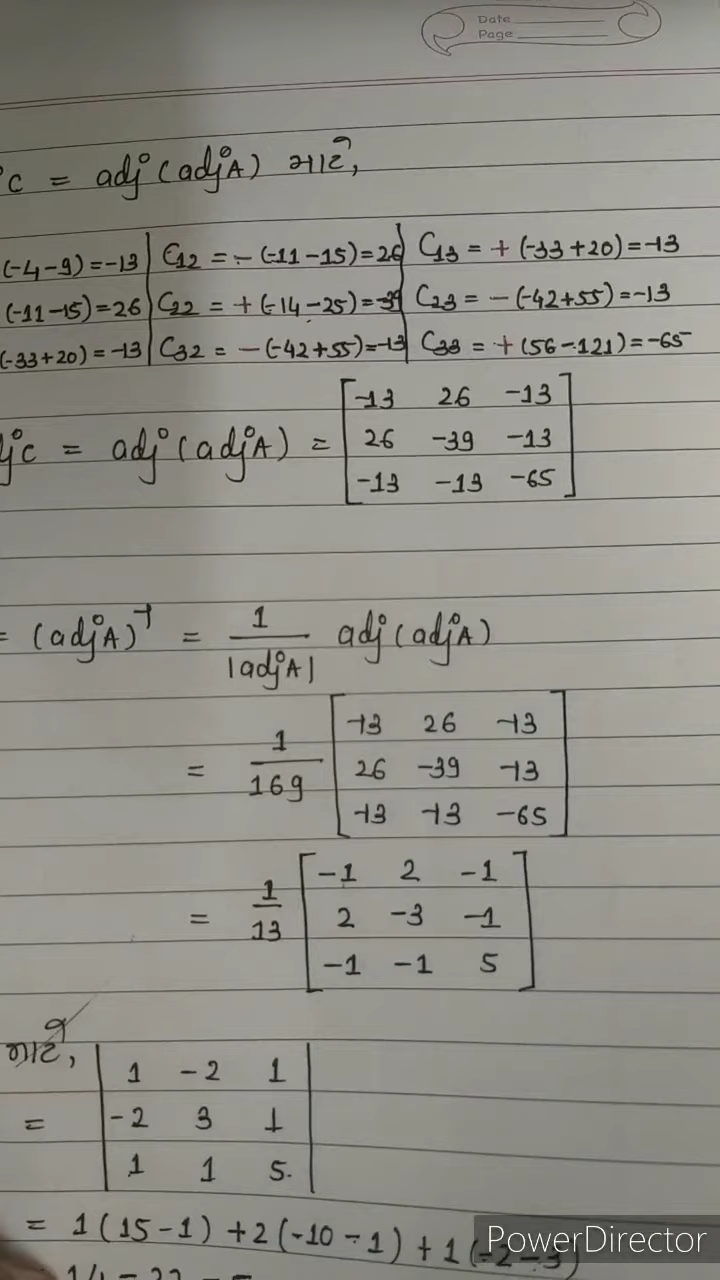 Date
Page
c = adj (adjA) માટે,
(-4-9)=-13 | C12 = -(-11-15)=26 | C13 = +(-33+20)=-13
(-11-15)=26 | C22 = +(-14-25)=-39 | C23 = -(-42+55)=-13
(-33+20)=-13 | C32 = -(-42+55)=-13 | C33 = +(56-121)=-65
jc = adj (adjA) = [ -13 26 -13
26 -39 -13
-13 -13 -65 ]
= (adjA)⁻¹ = 1/|adjA| adj (adjA)
= 1/169 [ -13 26 -13
26 -39 -13
-13 -13 -65 ]
= 1/13 [ -1 2 -1
2 -3 -1
-1 -1 5 ]
માટે, | 1 -2 1
= -2 3 1
1 1 5 |
= 1(15-1) +2(-10-1) +1(-2-3)
PowerDirector